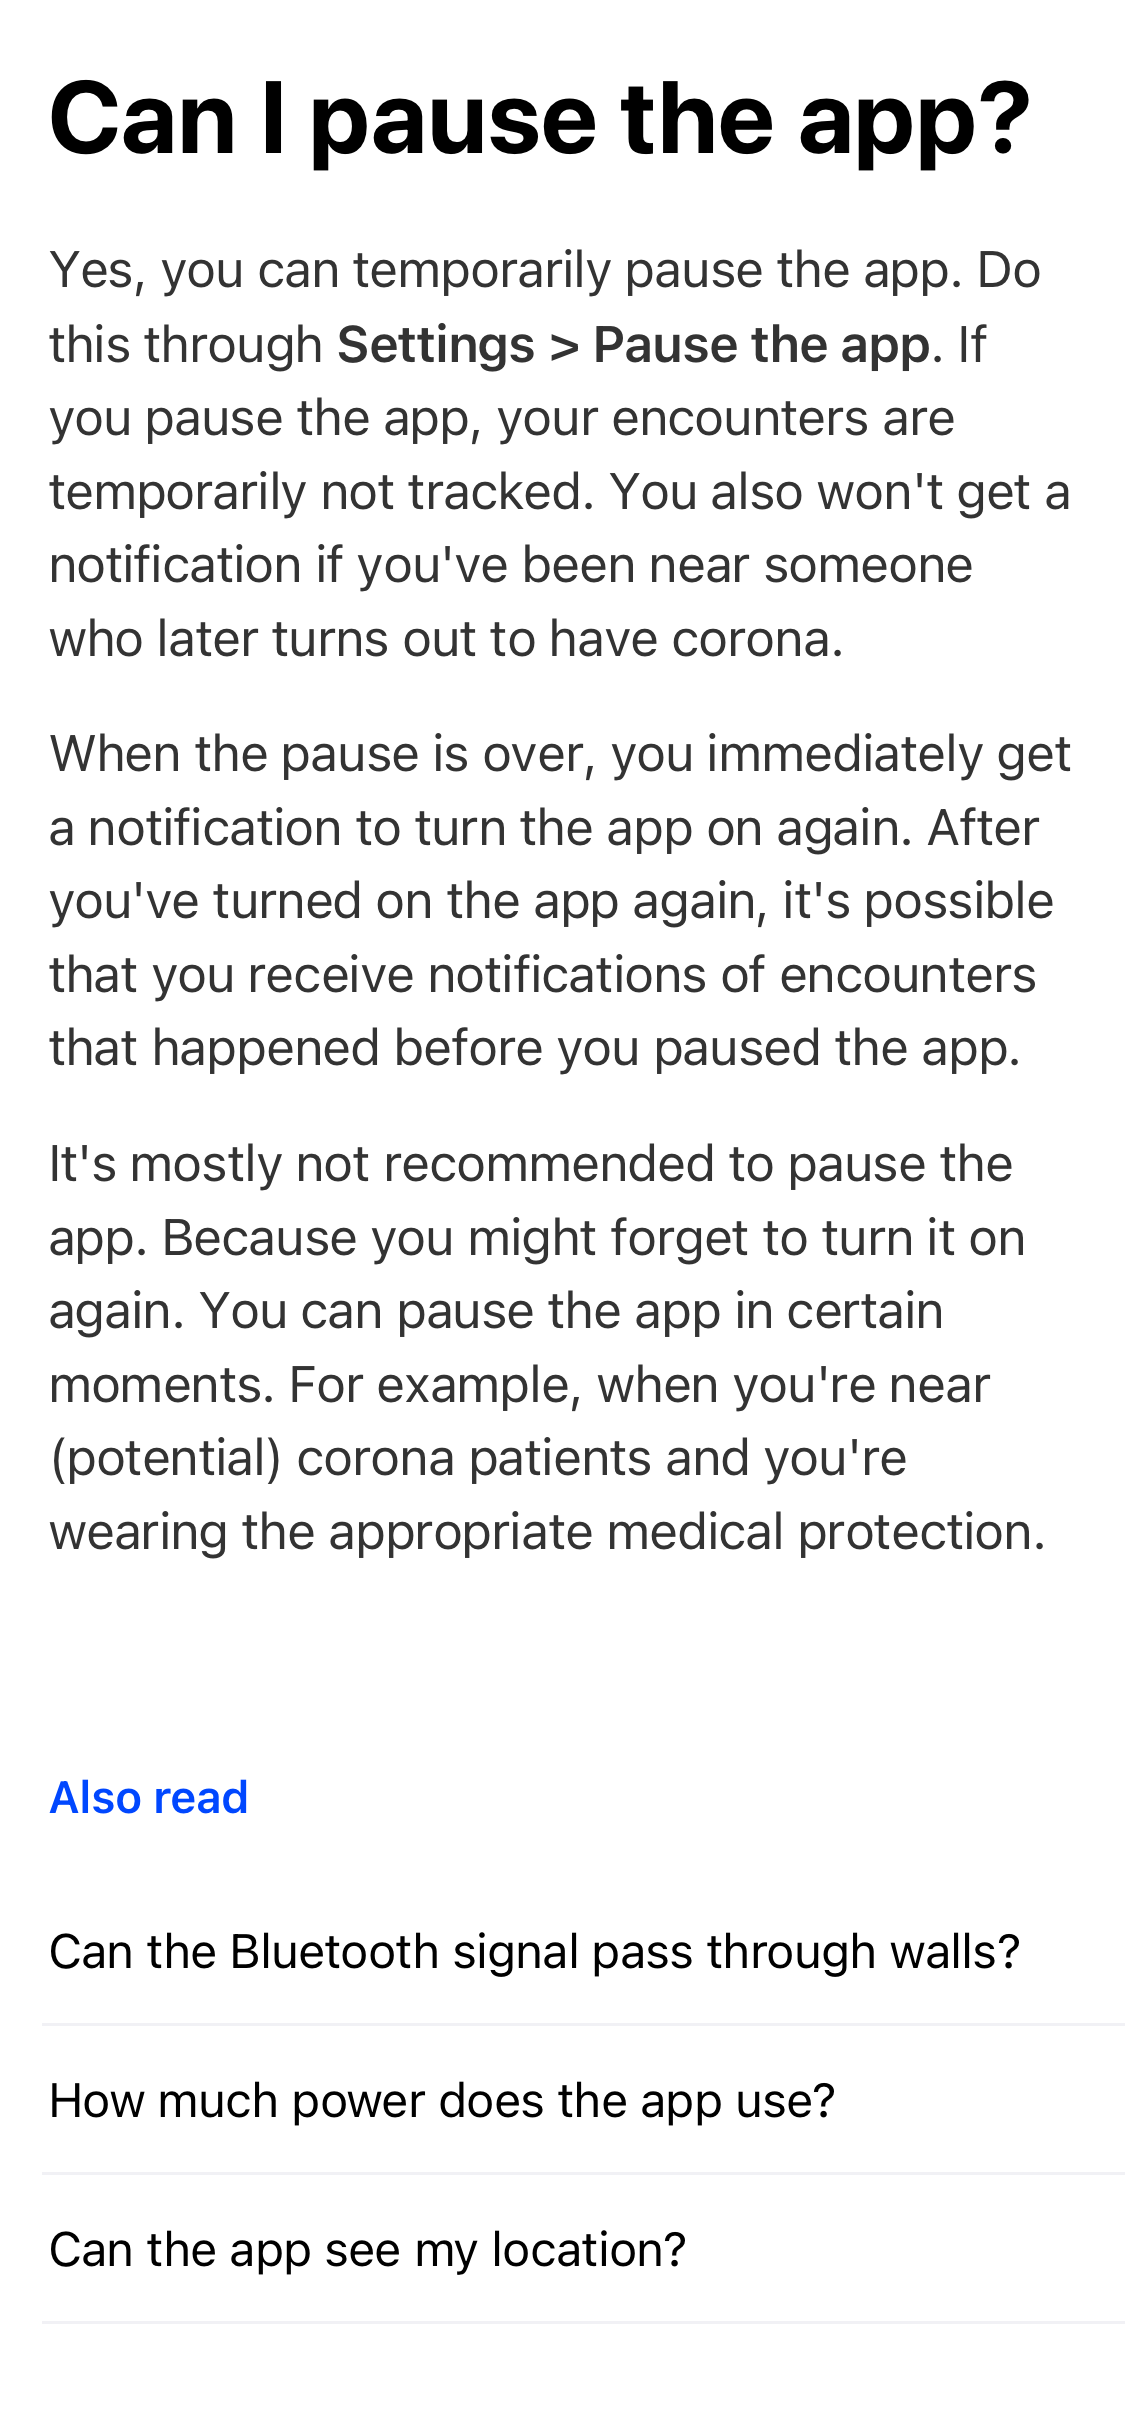 Can I pause the app?
Yes, you can temporarily pause the app. Do
this through Settings > Pause the app. If
you pause the app, your encounters are
temporarily not tracked. You also won't get a
notification if you've been near someone
who later turns out to have corona.
When the pause is over, you immediately get
a notification to turn the app on again. After
you've turned on the app again, it's possible
that you receive notifications of encounters
that happened before you paused the app.
It's mostly not recommended to pause the
app. Because you might forget to turn it on
again. You can pause the app in certain
moments. For example, when you're near
(potential) corona patients and you're
wearing the appropriate medical protection.
Also read
Can the Bluetooth signal pass through walls?
How much power does the app use?
Can the app see my location?